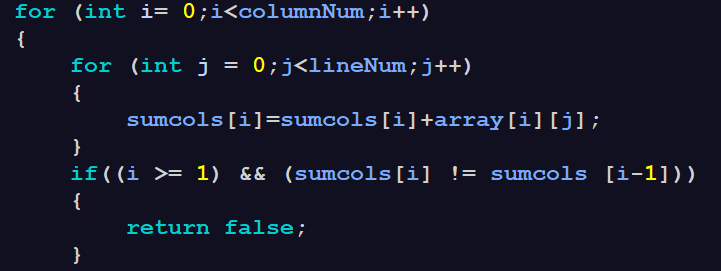 for (int i= 0;i<columnNum;i++)
{
    for (int j = 0;j<lineNum;j++)
    {
        sumcols[i]=sumcols[i]+array[i][j];
    }
    if((i >= 1) && (sumcols[i] != sumcols [i-1]))
    {
        return false;
    }